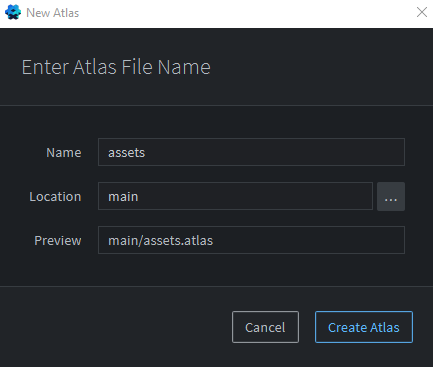 New Atlas
Enter Atlas File Name
Name assets
Location main ...
Preview main/assets.atlas
Cancel Create Atlas